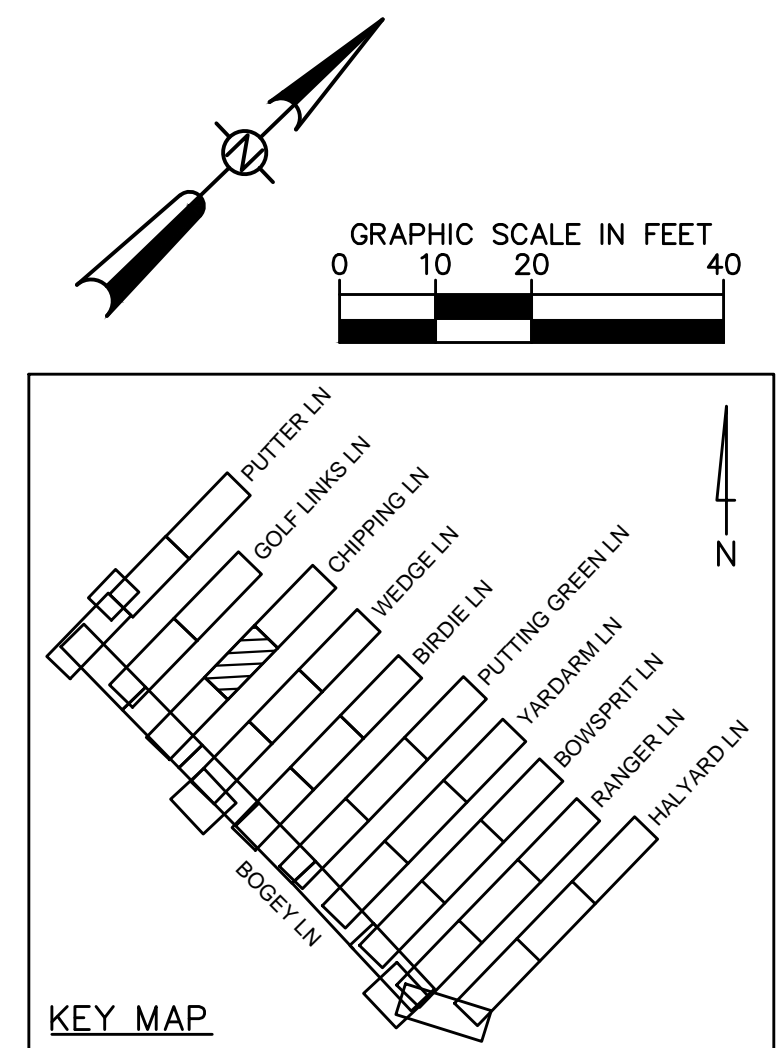 N
GRAPHIC SCALE IN FEET
0 10 20 40
PUTTER LN
GOLF LINKS LN
CHIPPING LN
WEDGE LN
BIRDIE LN
PUTTING GREEN LN
YARDARM LN
BOWSPRIT LN
RANGER LN
HALYARD LN
N
BOGEY LN
KEY MAP